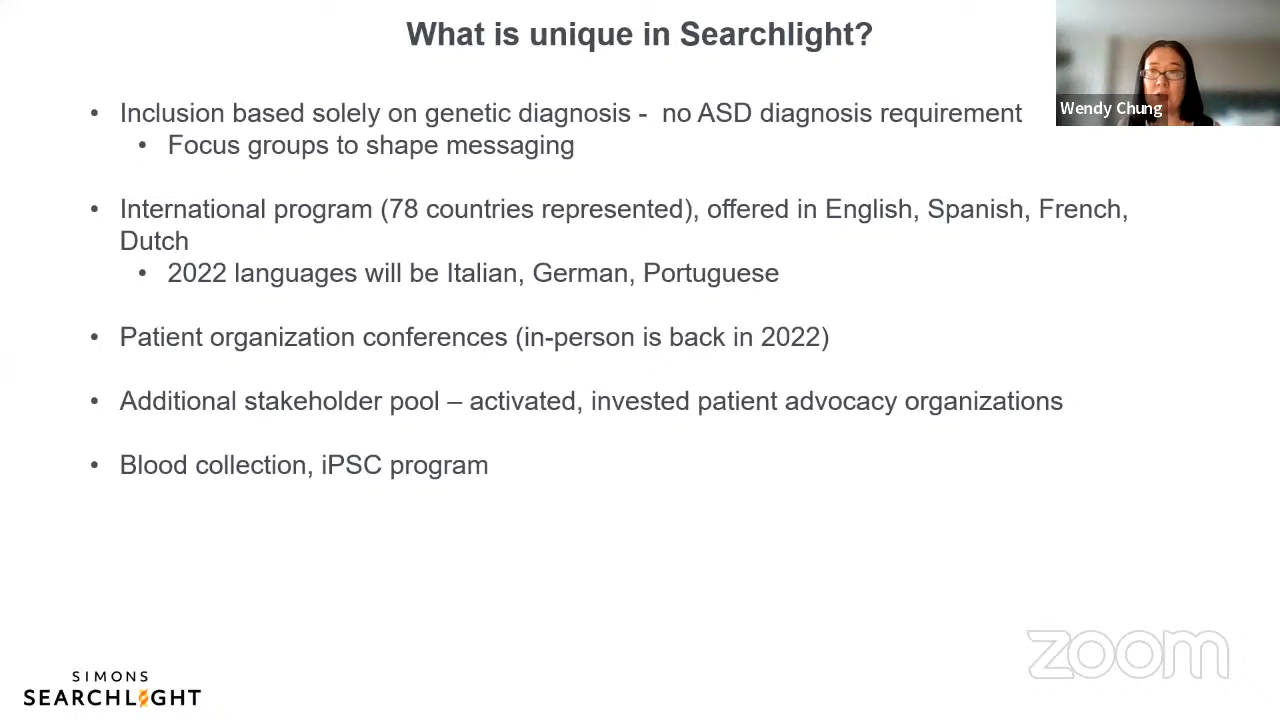 What is unique in Searchlight?
Wendy Chung
• Inclusion based solely on genetic diagnosis -  no ASD diagnosis requirement
• Focus groups to shape messaging
• International program (78 countries represented), offered in English, Spanish, French,
Dutch
• 2022 languages will be Italian, German, Portuguese
• Patient organization conferences (in-person is back in 2022)
• Additional stakeholder pool – activated, invested patient advocacy organizations
• Blood collection, iPSC program
zoom
SIMONS
SEARCHLIGHT